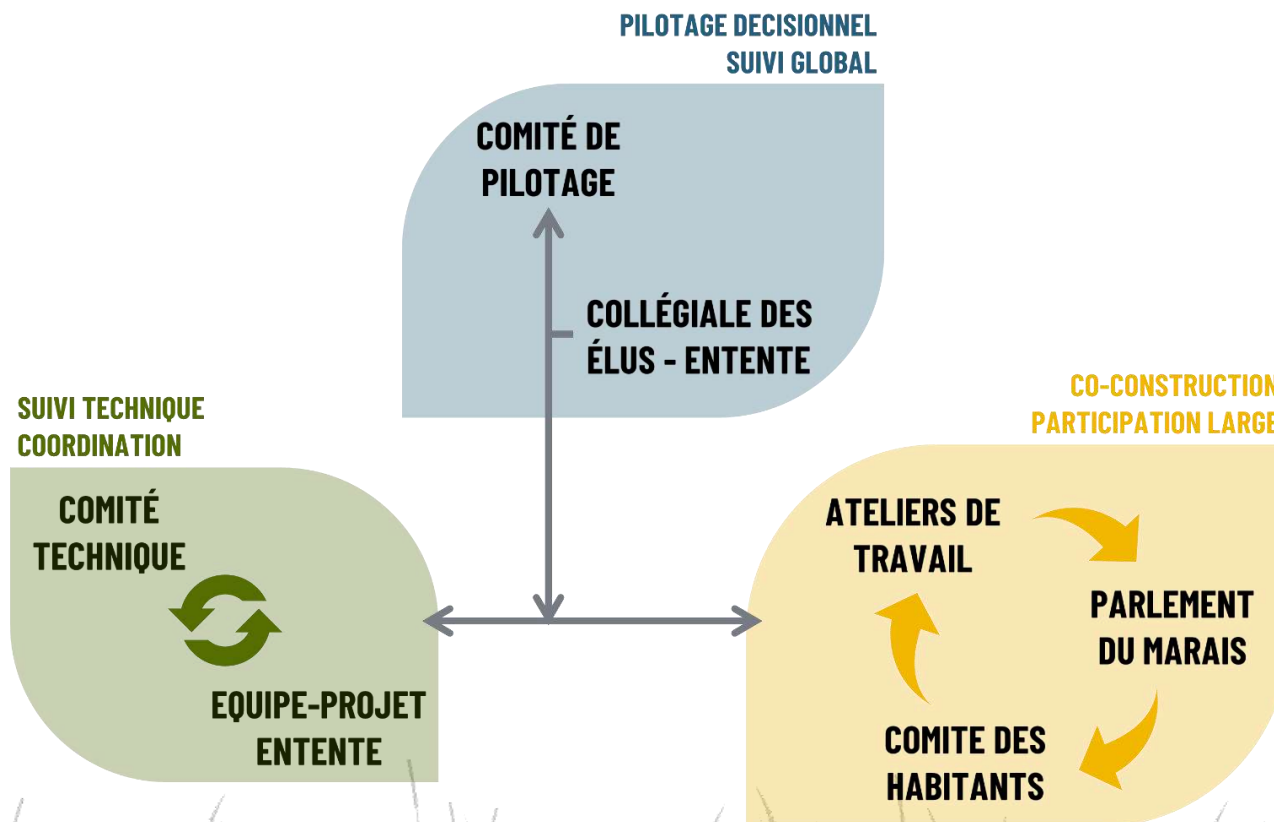 PILOTAGE DECISIONNEL
SUIVI GLOBAL
COMITÉ DE
PILOTAGE
COLLÉGIALE DES
ÉLUS - ENTENTE
SUIVI TECHNIQUE
COORDINATION
COMITÉ
TECHNIQUE
EQUIPE-PROJET
ENTENTE
CO-CONSTRUCTION
PARTICIPATION LARGE
ATELIERS DE
TRAVAIL
PARLEMENT
DU MARAIS
COMITE DES
HABITANTS